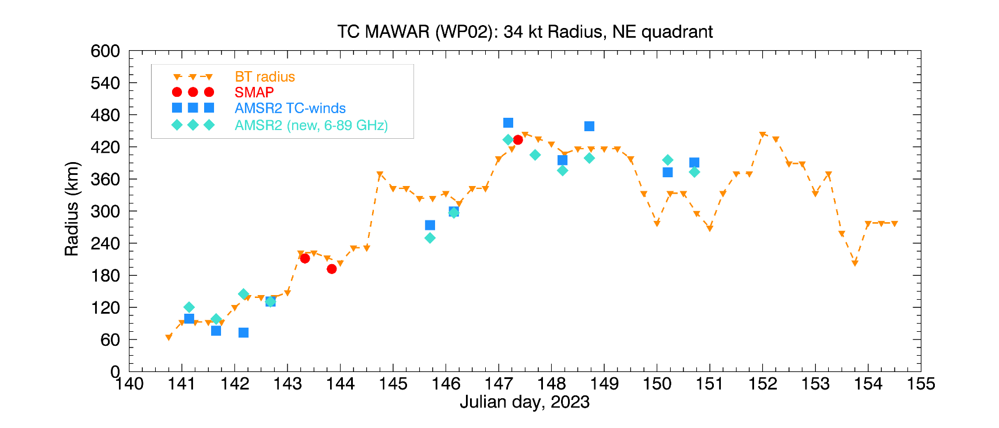 TC MAWAR (WP02): 34 kt Radius, NE quadrant
600
540
480
420
360
300
240
180
120
60
0
Radius (km)
BT radius
SMAP
AMSR2 TC-winds
AMSR2 (new, 6-89 GHz)
140 141 142 143 144 145 146 147 148 149 150 151 152 153 154 155
Julian day, 2023